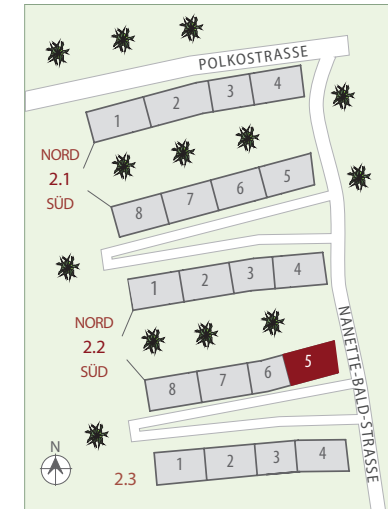 POLKOSTRASSE
1 2 3 4
NORD
2.1
SÜD
8 7 6 5
1 2 3 4
NORD
2.2
SÜD
8 7 6 5
NANETTE-BALD-STRASSE
N
2.3
1 2 3 4